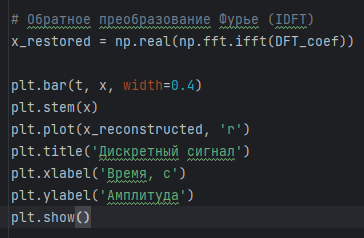 # Обратное преобразование Фурье (IDFT)
x_restored = np.real(np.fft.ifft(DFT_coef))
plt.bar(t, x, width=0.4)
plt.stem(x)
plt.plot(x_reconstructed, 'r')
plt.title('Дискретный сигнал')
plt.xlabel('Время, с')
plt.ylabel('Амплитуда')
plt.show()